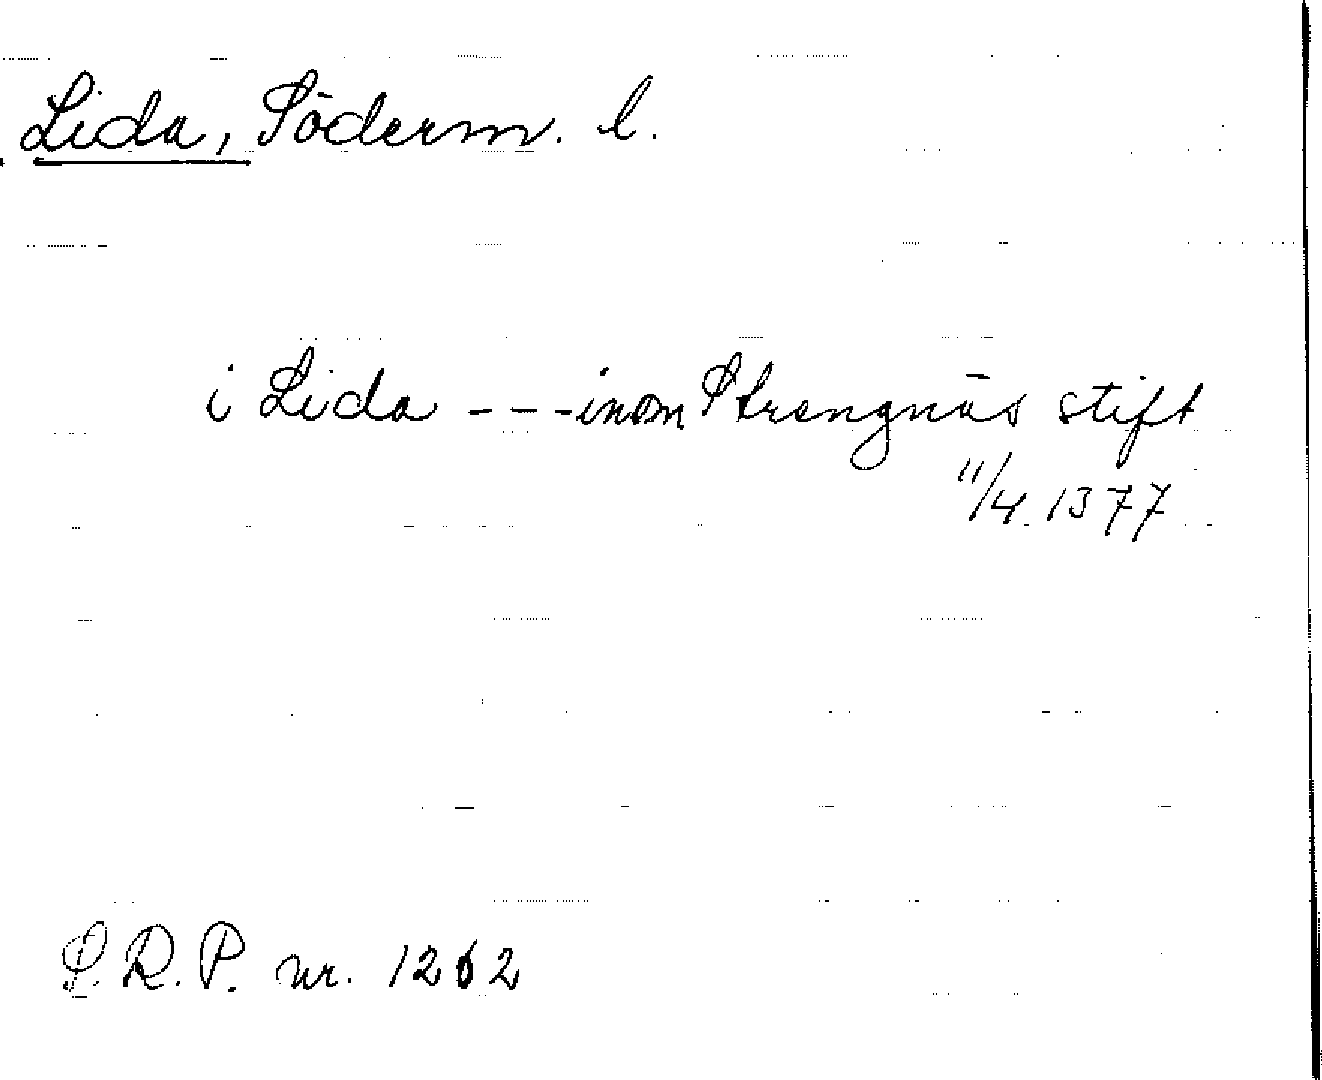 Lida, Söderm. l.
i Lida - - - inom Strengnäs stift
11/4. 1377
S.R.P. nr. 1262